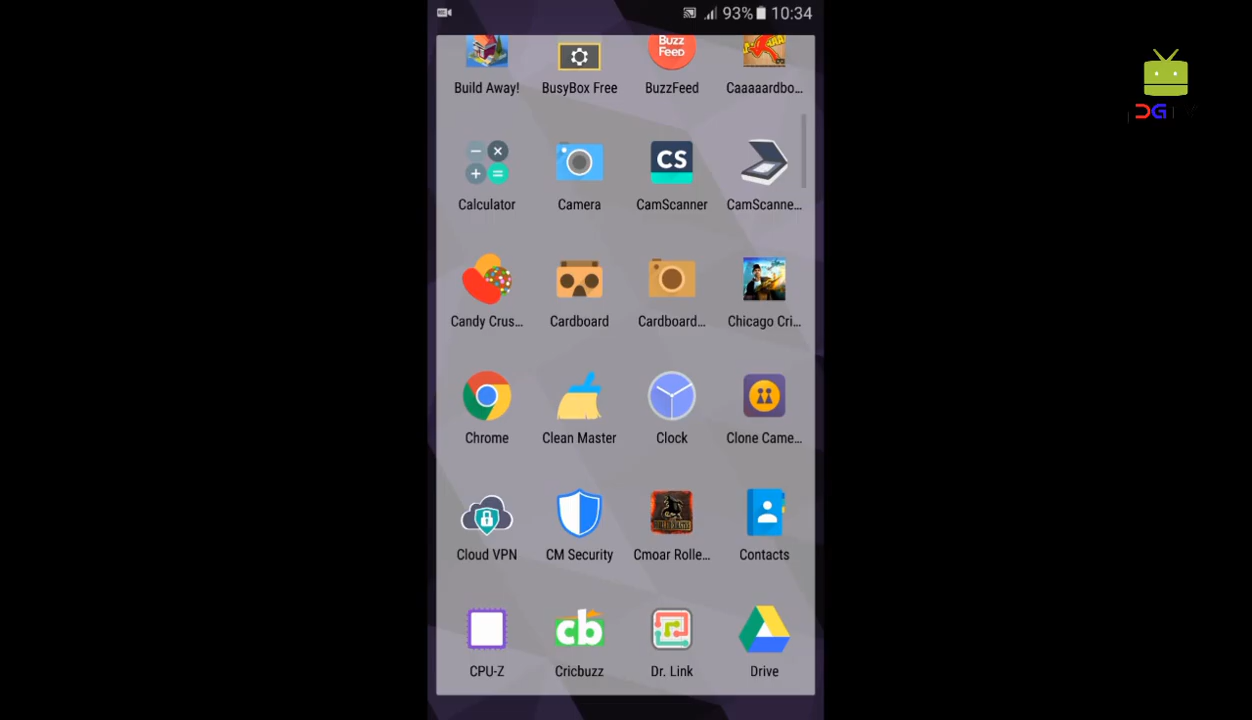 93% 10:34
Buzz
FEED
Build Away! BusyBox Free BuzzFeed Caaaaardbo...
CS
Calculator Camera CamScanner CamScanne...
Candy Crus... Cardboard Cardboard... Chicago Cri...
Chrome Clean Master Clock Clone Came...
Cloud VPN CM Security Cmoar Rolle... Contacts
cb
CPU-Z Cricbuzz Dr. Link Drive